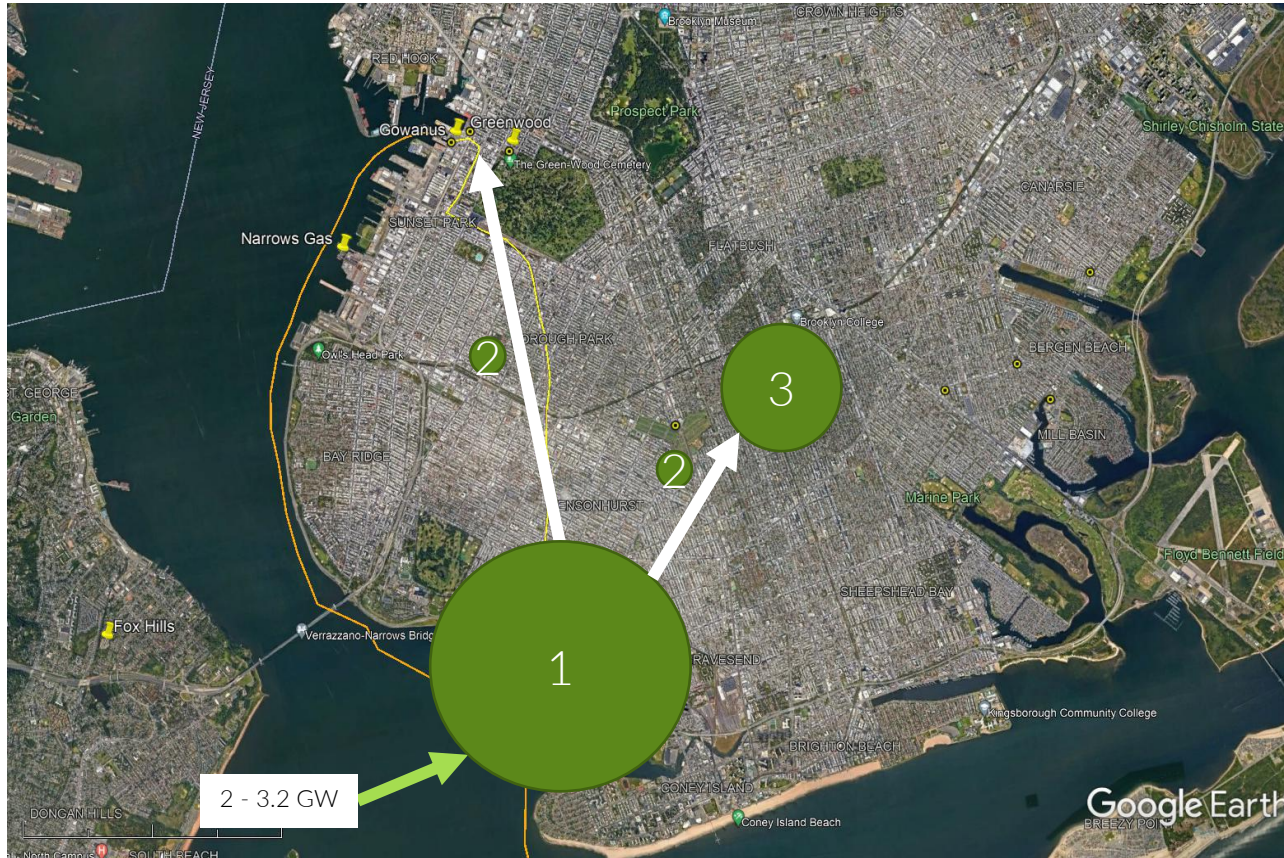 CROWN HEIGHTS
Brooklyn Museum
RED HOOK
NEW JERSEY
Prospect Park
Gowanus
Greenwood
Shirley Chisholm State
The Green-Wood Cemetery
CANARSIE
SUNSET PARK
Narrows Gas
FLATBUSH
Brooklyn College
OROUGH PARK
2
Owl's Head Park
BERGEN BEACH
3
ST. GEORGE
Garden
MILL BASIN
BAY RIDGE
2
Marine Park
ENSONHURST
Floyd Bennett Field
SHEEPSHEAD BAY
Fox Hills
Verrazzano-Narrows Bridg
1
RAVESEND
Kingsborough Community College
BRIGHTON BEACH
2 - 3.2 GW
CONEY ISLAND
Google Earth
DONGAN HILLS
Coney Island Beach
BREEZY POINT
North Campus
SOUTH BEACH